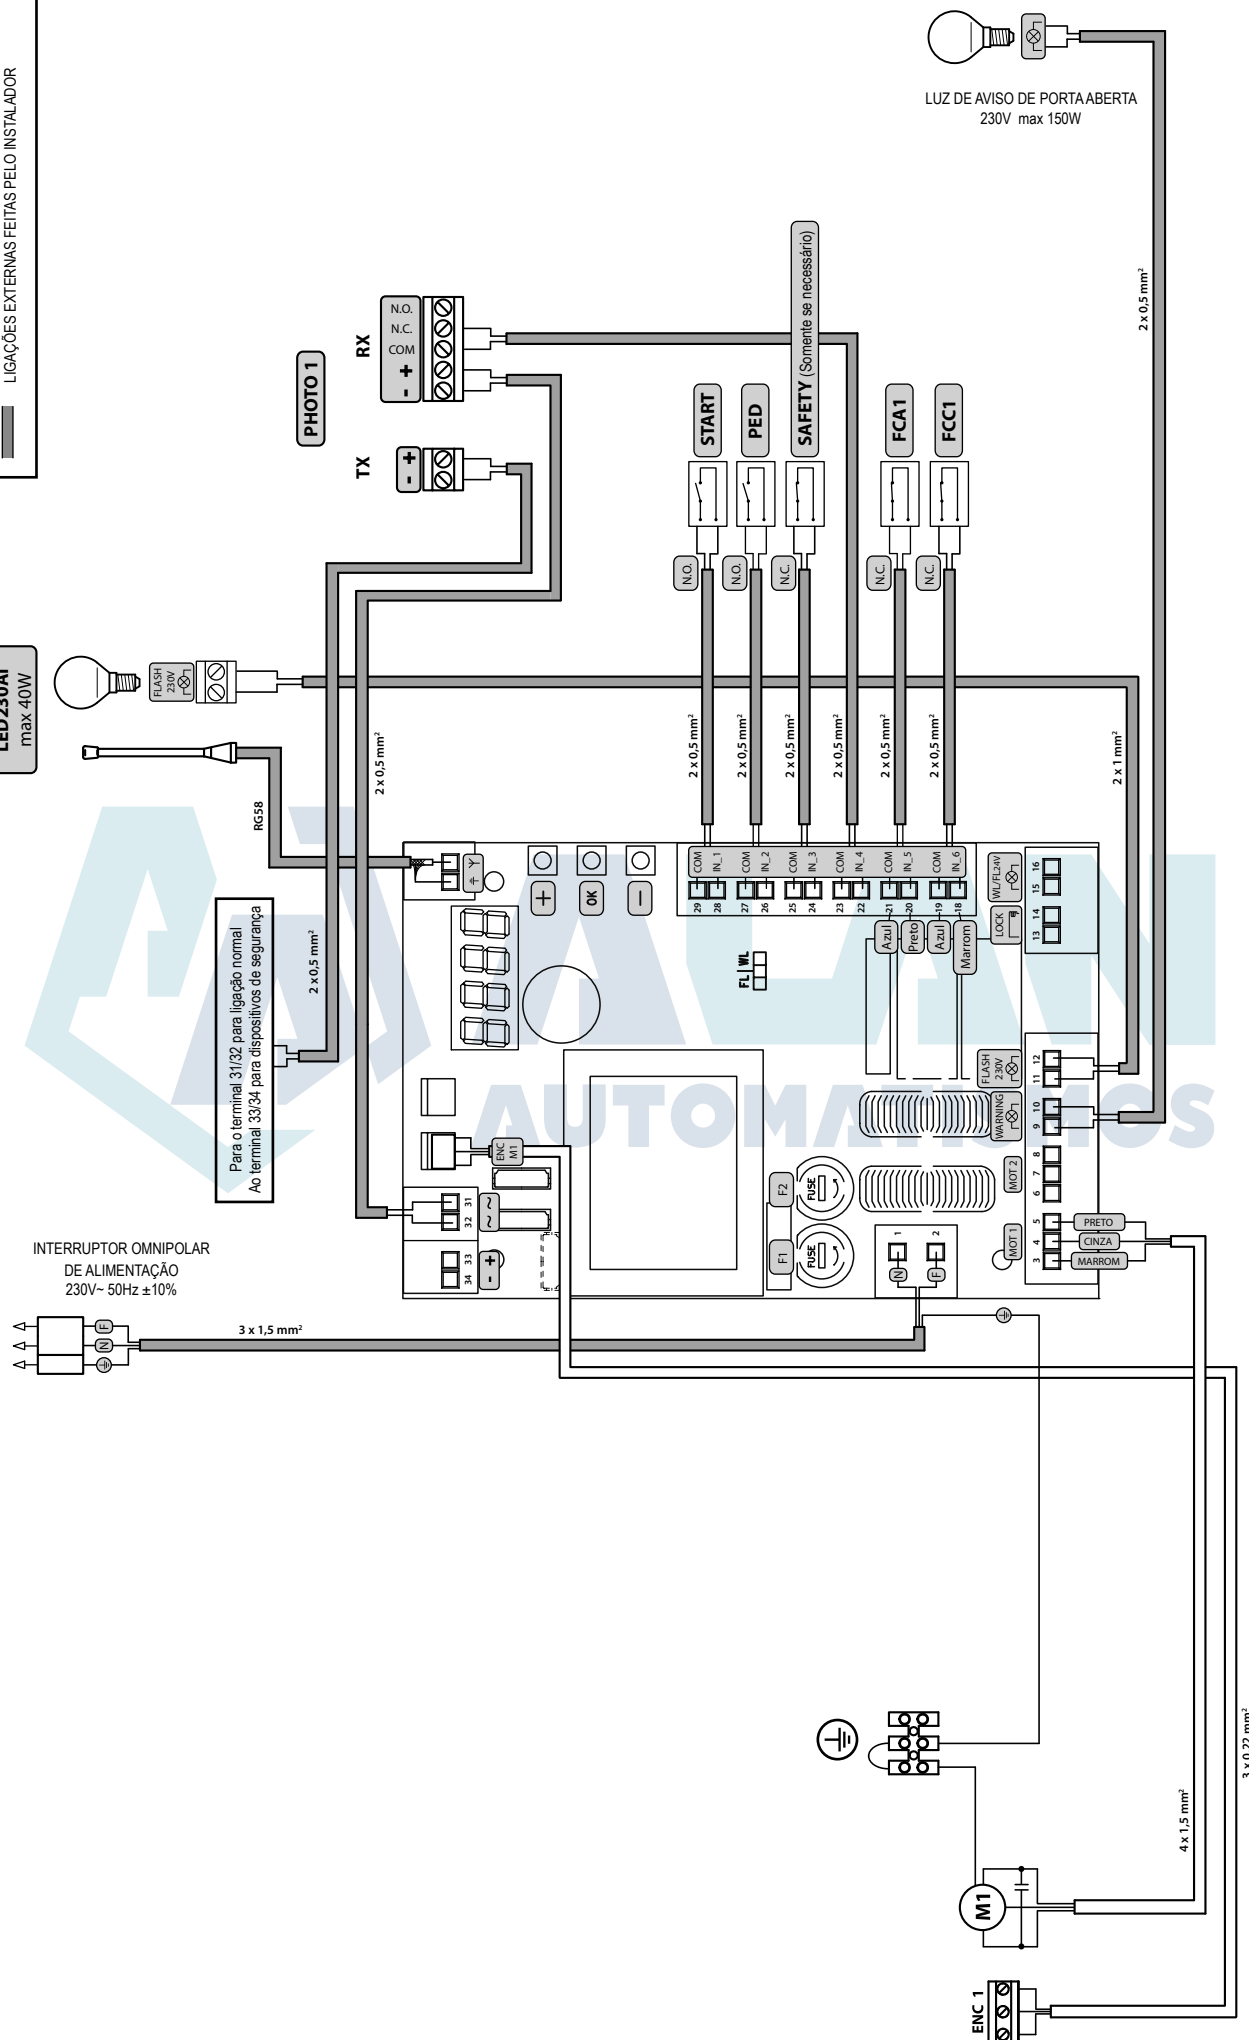 LIGAÇÕES EXTERNAS FEITAS PELO INSTALADOR
LUZ DE AVISO DE PORTA ABERTA
230V max 150W
2 x 0,5 mm²
PHOTO 1
TX
- +
RX
- +
COM
N.C.
N.O.
LED230AI
max 40W
FLASH
230V
RG58
2 x 0,5 mm²
START
PED
SAFETY (Somente se necessário)
FCA1
FCC1
N.O.
N.O.
N.C.
N.C.
N.C.
2 x 0,5 mm²
2 x 0,5 mm²
2 x 0,5 mm²
2 x 0,5 mm²
2 x 0,5 mm²
2 x 0,5 mm²
2 x 1 mm²
Para o terminal 31/32 para ligação normal
Ao terminal 33/34 para dispositivos de segurança
2 x 0,5 mm²
+
OK
-
COM
IN_1
COM
IN_2
COM
IN_3
COM
IN_4
COM
IN_5
COM
IN_6
29
28
27
26
25
24
23
22
21
20
19
18
Azul
Preto
Azul
Marrom
FL
WL
LOCK
WL/FL24V
13
14
15
16
FLASH
230V
WARNING
MOT 2
MOT 1
12
11
10
9
8
7
6
5
4
3
PRETO
CINZA
MARROM
ENC
M1
31
32
33
34
~ ~
- +
F1
F2
FUSE
FUSE
1
2
N
F
INTERRUPTOR OMNIPOLAR
DE ALIMENTAÇÃO
230V~ 50Hz ±10%
F
N
3 x 1,5 mm²
ALAN
AUTOMATISMOS
M1
4 x 1,5 mm²
3 x 0,22 mm²
ENC 1